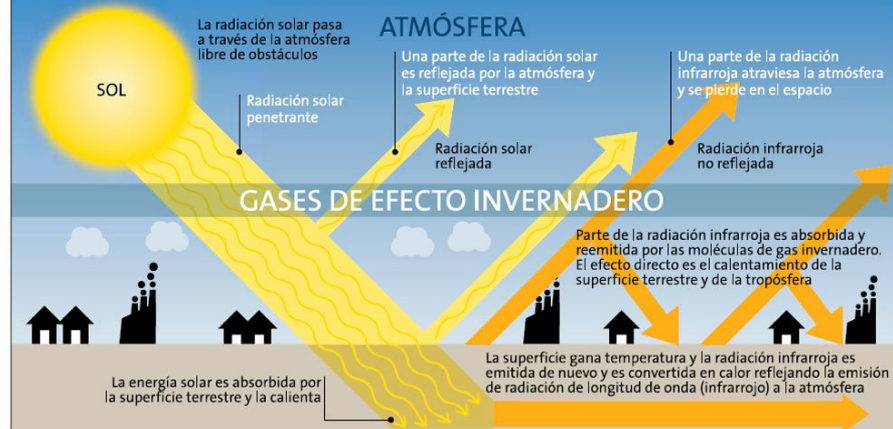 ATMÓSFERA
SOL
La radiación solar pasa
a través de la atmósfera
libre de obstáculos
Radiación solar
penetrante
Una parte de la radiación solar
es reflejada por la atmósfera y
la superficie terrestre
Radiación solar
reflejada
Una parte de la radiación
infrarroja atraviesa la atmósfera
y se pierde en el espacio
Radiación infrarroja
no reflejada
GASES DE EFECTO INVERNADERO
Parte de la radiación infrarroja es absorbida y
reemitida por las moléculas de gas invernadero.
El efecto directo es el calentamiento de la
superficie terrestre y de la tropósfera
La energía solar es absorbida por
la superficie terrestre y la calienta
La superficie gana temperatura y la radiación infrarroja es
emitida de nuevo y es convertida en calor reflejando la emisión
de radiación de longitud de onda (infrarrojo) a la atmósfera